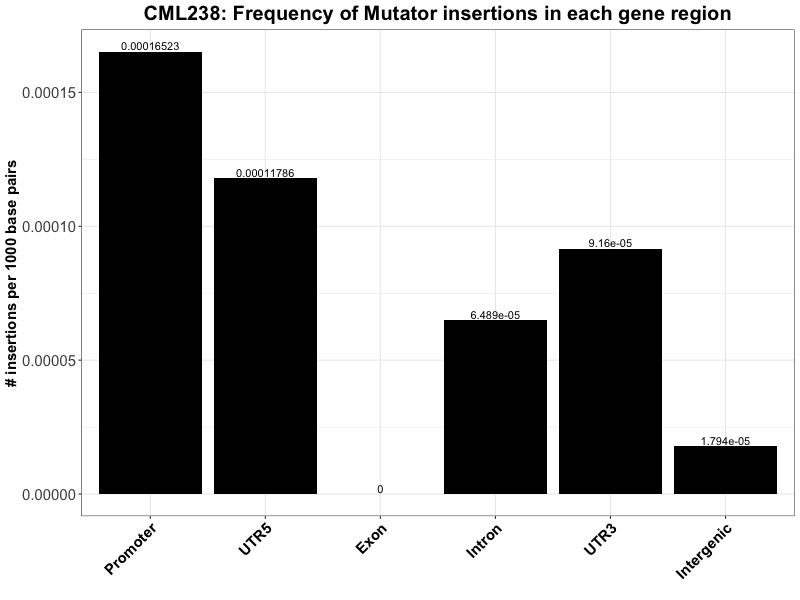 CML238: Frequency of Mutator insertions in each gene region
# insertions per 1000 base pairs
0.00015
0.00010
0.00005
0.00000
0.00016523
0.00011786
0
6.489e-05
9.16e-05
1.794e-05
Promoter
UTR5
Exon
Intron
UTR3
Intergenic